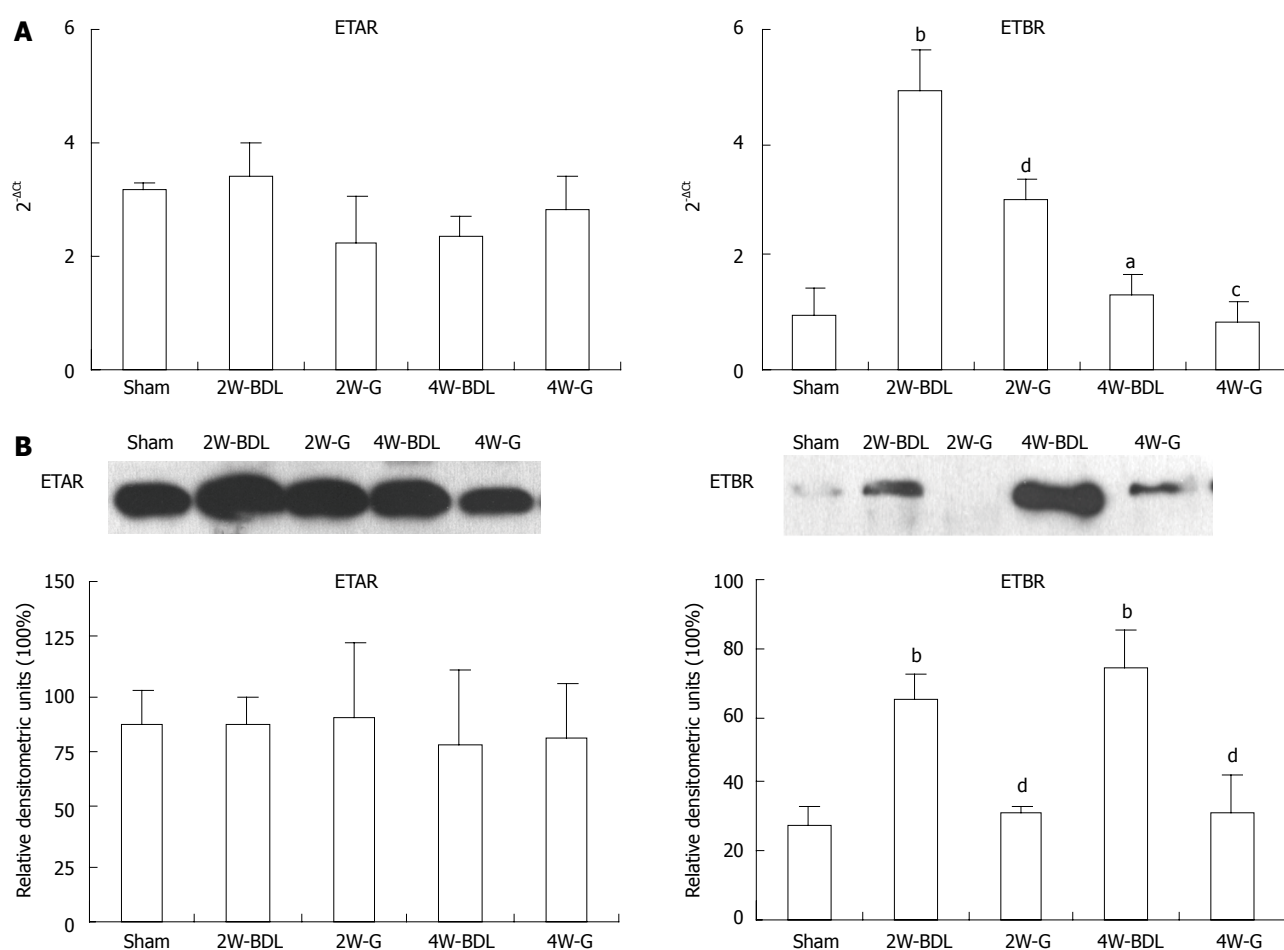 A
ETAR
6
4
2
0
2-ΔCt
Sham 2W-BDL 2W-G 4W-BDL 4W-G
ETBR
6
4
2
0
2-ΔCt
b
d
a
c
Sham 2W-BDL 2W-G 4W-BDL 4W-G
B
Sham 2W-BDL 2W-G 4W-BDL 4W-G
ETAR
ETAR
150
125
100
75
50
25
0
Relative densitometric units (100%)
Sham 2W-BDL 2W-G 4W-BDL 4W-G
Sham 2W-BDL 2W-G 4W-BDL 4W-G
ETBR
ETBR
100
80
60
40
20
0
Relative densitometric units (100%)
b
d
b
d
Sham 2W-BDL 2W-G 4W-BDL 4W-G